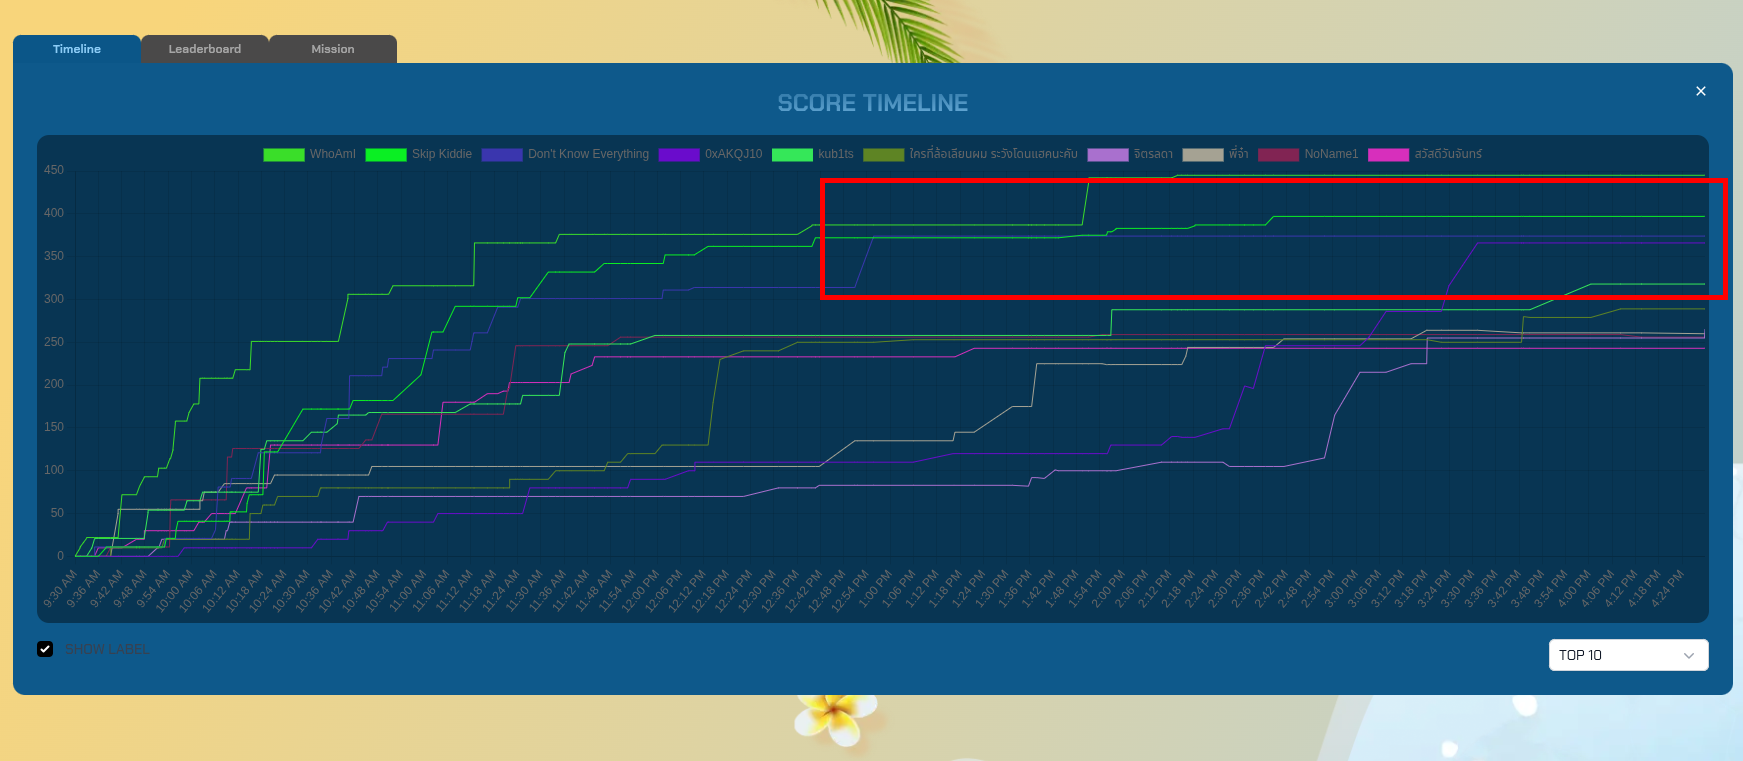 Timeline
Leaderboard
Mission
SCORE TIMELINE
WhoAmI
Skip Kiddie
Don't Know Everything
0xAKQJ10
kub1ts
ใครที่ล้อเลียนผม ระวังโดนแฮคนะคับ
จิตรลดา
พี่จ๋า
NoName1
สวัสดีวันจันทร์
450
400
350
300
250
200
150
100
50
0
9:30 AM
9:36 AM
9:42 AM
9:48 AM
9:54 AM
10:00 AM
10:06 AM
10:12 AM
10:18 AM
10:24 AM
10:30 AM
10:36 AM
10:42 AM
10:48 AM
10:54 AM
11:00 AM
11:06 AM
11:12 AM
11:18 AM
11:24 AM
11:30 AM
11:36 AM
11:42 AM
11:48 AM
11:54 AM
12:00 PM
12:06 PM
12:12 PM
12:18 PM
12:24 PM
12:30 PM
12:36 PM
12:42 PM
12:48 PM
12:54 PM
1:00 PM
1:06 PM
1:12 PM
1:18 PM
1:24 PM
1:30 PM
1:36 PM
1:42 PM
1:48 PM
1:54 PM
2:00 PM
2:06 PM
2:12 PM
2:18 PM
2:24 PM
2:30 PM
2:36 PM
2:42 PM
2:48 PM
2:54 PM
3:00 PM
3:06 PM
3:12 PM
3:18 PM
3:24 PM
3:30 PM
3:36 PM
3:42 PM
3:48 PM
3:54 PM
4:00 PM
4:06 PM
4:12 PM
4:18 PM
4:24 PM
SHOW LABEL
TOP 10